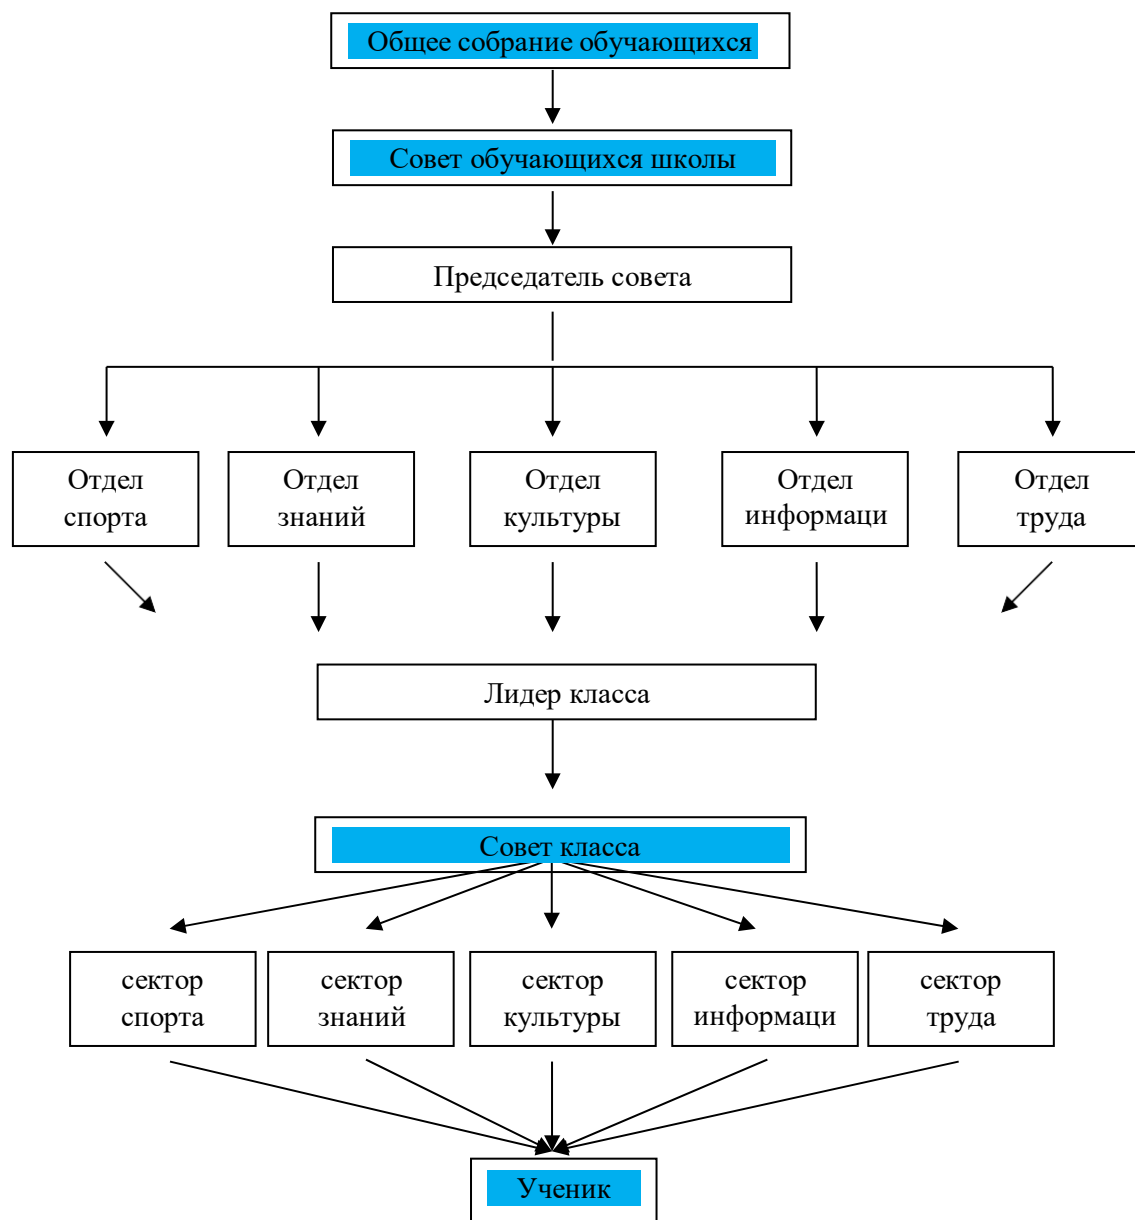 Общее собрание обучающихся
Совет обучающихся школы
Председатель совета
Отдел
спорта
Отдел
знаний
Отдел
культуры
Отдел
информаци
Отдел
труда
Лидер класса
Совет класса
сектор
спорта
сектор
знаний
сектор
культуры
сектор
информаци
сектор
труда
Ученик